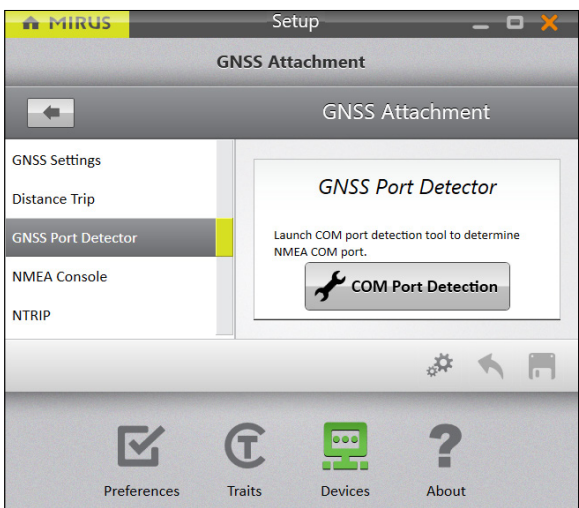 MIRUS
Setup
GNSS Attachment
GNSS Attachment
GNSS Settings
Distance Trip
GNSS Port Detector
NMEA Console
NTRIP
GNSS Port Detector
Launch COM port detection tool to determine
NMEA COM port.
COM Port Detection
Preferences
Traits
Devices
About